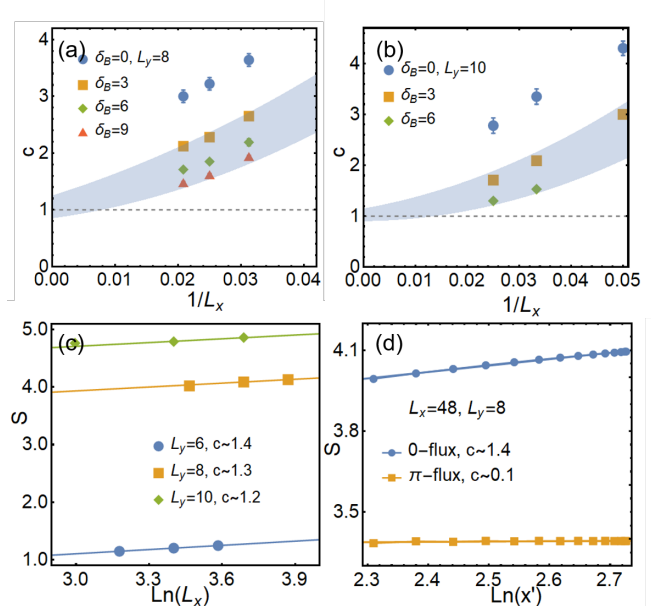 (a)
δB=0, Ly=8
δB=3
δB=6
δB=9
c
4
3
2
1
0
0.00 0.01 0.02 0.03 0.04
1/Lx
(b)
δB=0, Ly=10
δB=3
δB=6
c
4
3
2
1
0
0.00 0.01 0.02 0.03 0.04 0.05
1/Lx
(c)
Ly=6, c~1.4
Ly=8, c~1.3
Ly=10, c~1.2
S
5.0
4.0
3.0
2.0
1.0
3.0 3.3 3.6 3.9
Ln(Lx)
(d)
Lx=48, Ly=8
0-flux, c~1.4
π-flux, c~0.1
S
4.1
3.8
3.5
2.3 2.4 2.5 2.6 2.7
Ln(x')